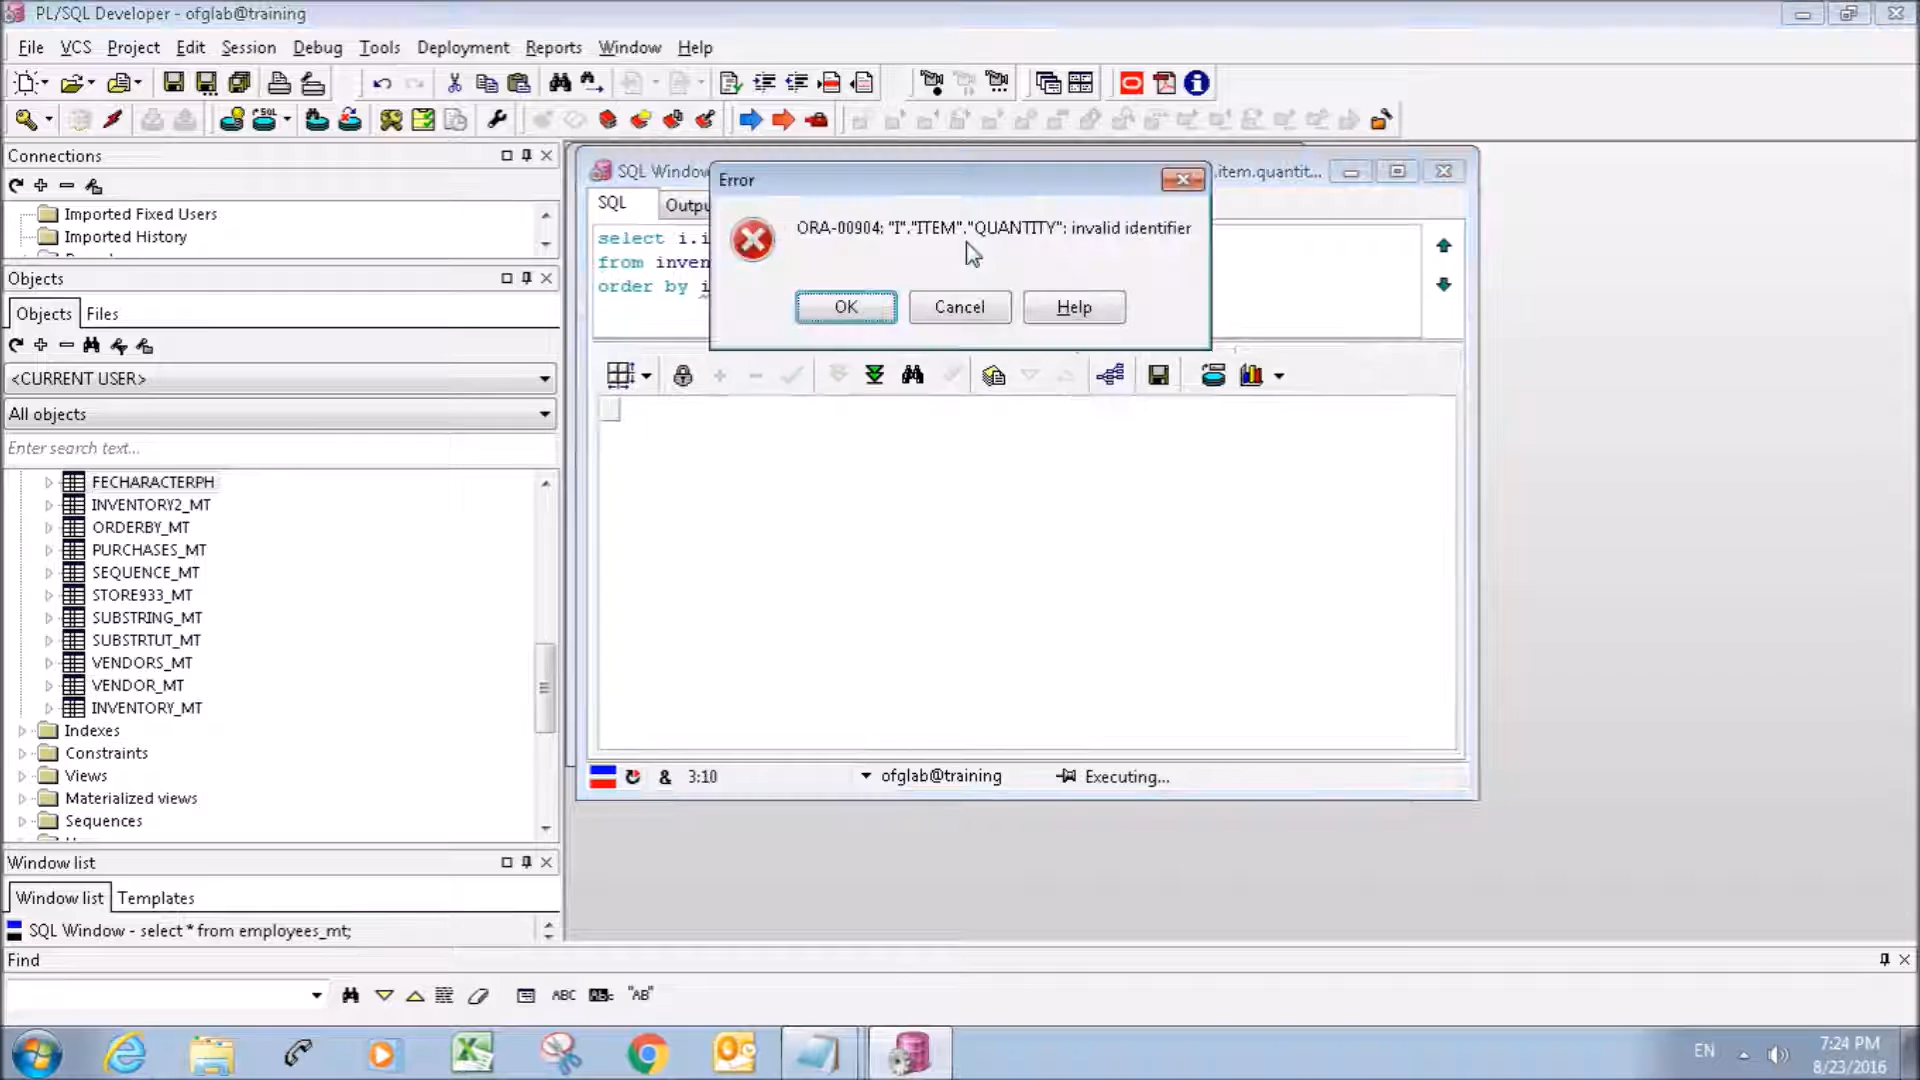 PL/SQL Developer - ofglab@training
File VCS Project Edit Session Debug Tools Deployment Reports Window Help
Connections
Imported Fixed Users
Imported History
Objects
Objects Files
<CURRENT USER>
All objects
Enter search text...
FECHARACTERPH
INVENTORY2_MT
ORDERBY_MT
PURCHASES_MT
SEQUENCE_MT
STORE933_MT
SUBSTRING_MT
SUBSTRTUT_MT
VENDORS_MT
VENDOR_MT
INVENTORY_MT
Indexes
Constraints
Views
Materialized views
Sequences
Window list
Window list Templates
SQL Window - select * from employees_mt;
SQL Window .item.quantit...
SQL Outpu
select i.i
from inven
order by i
Error
ORA-00904: "I"."ITEM"."QUANTITY": invalid identifier
OK Cancel Help
& 3:10 ofglab@training Executing...
Find
ABC "AB"
EN 7:24 PM
8/23/2016